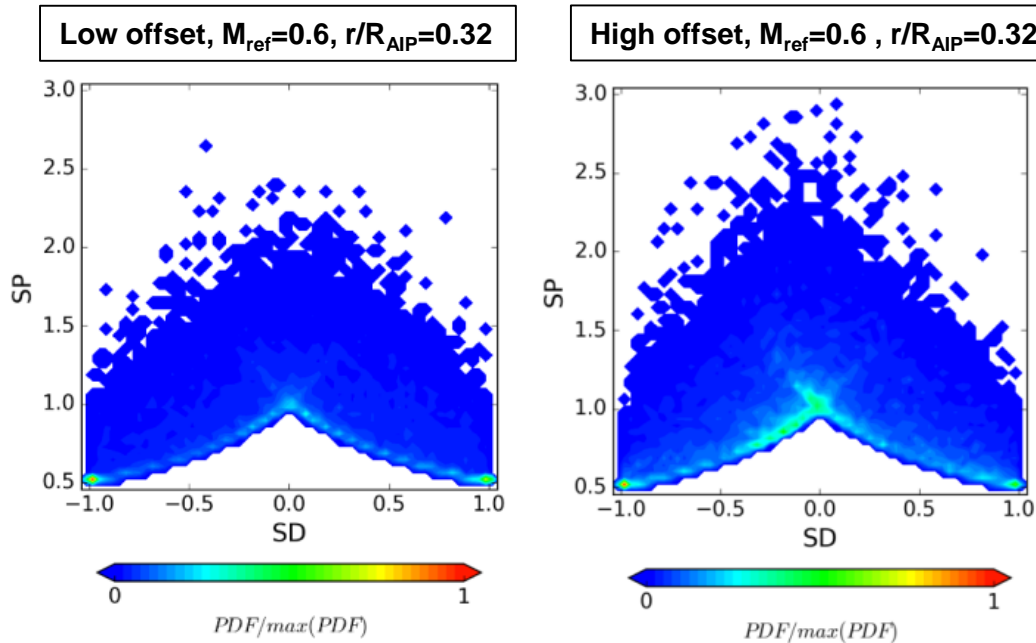 Low offset, Mref=0.6, r/RAIP=0.32
3.0
2.5
2.0
1.5
1.0
0.5
SP
−1.0 −0.5 0.0 0.5 1.0
SD
0 1
PDF/max(PDF)
High offset, Mref=0.6 , r/RAIP=0.32
3.0
2.5
2.0
1.5
1.0
0.5
SP
−1.0 −0.5 0.0 0.5 1.0
SD
0 1
PDF/max(PDF)